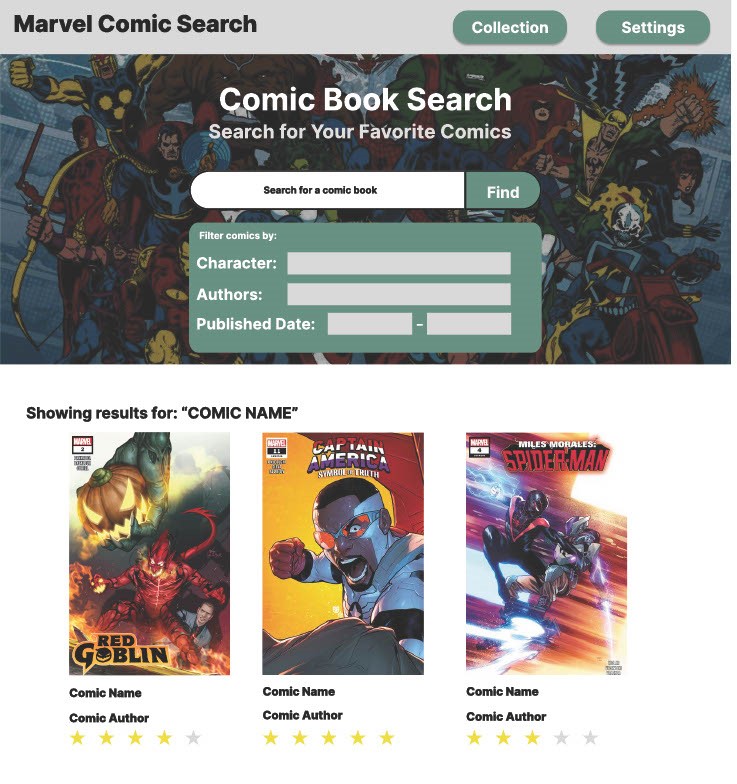 Marvel Comic Search
Collection
Settings
Comic Book Search
Search for Your Favorite Comics
Search for a comic book
Find
Filter comics by:
Character:
Authors:
Published Date:
-
Showing results for: “COMIC NAME”
MARVEL
2
RED
GOBLIN
MARVEL
11
CAPTAIN
AMERICA
SYMBOL OF TRUTH
MARVEL
4
MILES MORALES:
SPIDER-MAN
Comic Name
Comic Author
Comic Name
Comic Author
Comic Name
Comic Author